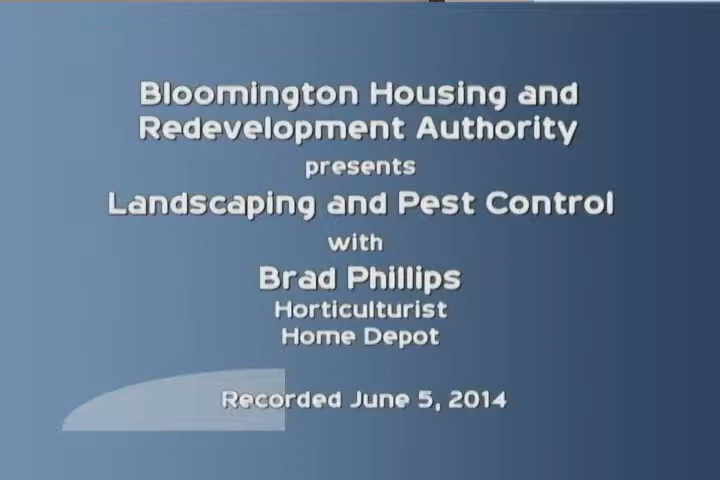 Bloomington Housing and
Redevelopment Authority
presents
Landscaping and Pest Control
with
Brad Phillips
Horticulturist
Home Depot
Recorded June 5, 2014